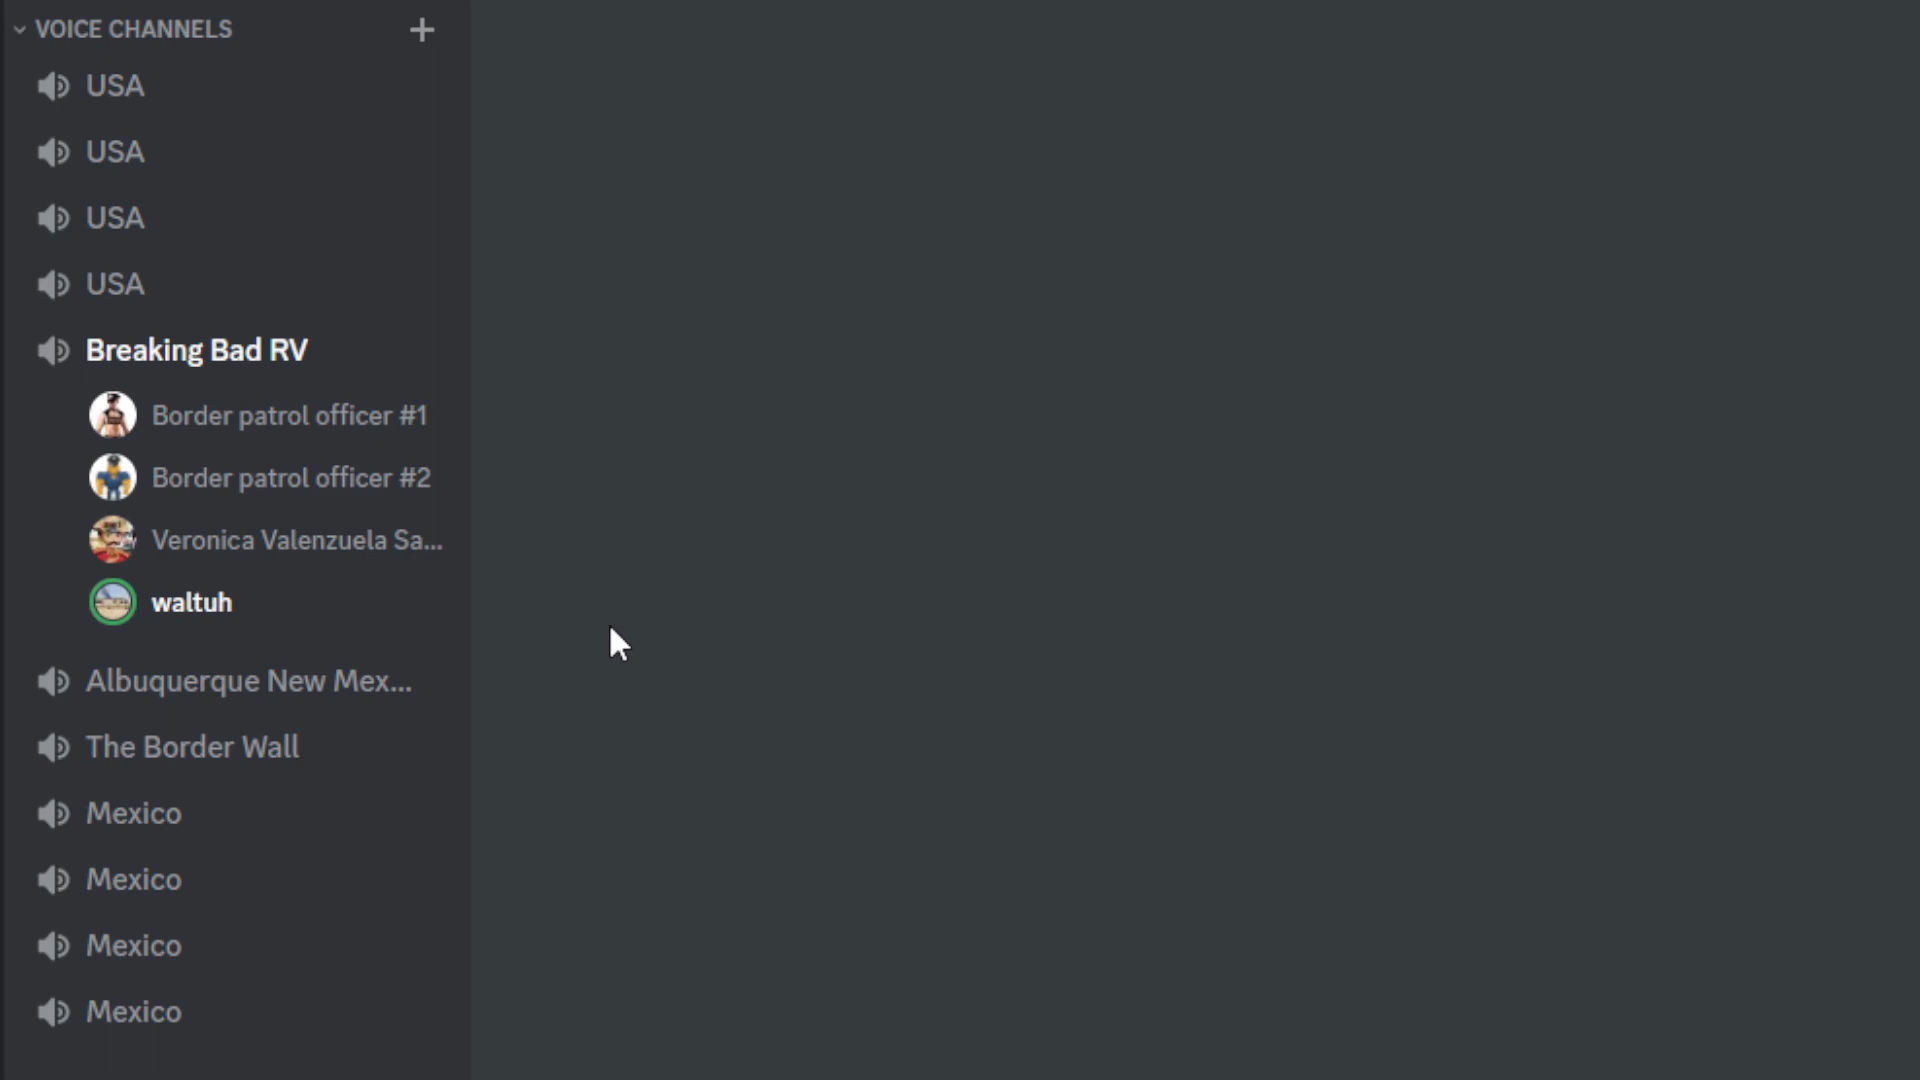 VOICE CHANNELS
USA
USA
USA
USA
Breaking Bad RV
Border patrol officer #1
Border patrol officer #2
Veronica Valenzuela Sa...
waltuh
Albuquerque New Mex...
The Border Wall
Mexico
Mexico
Mexico
Mexico